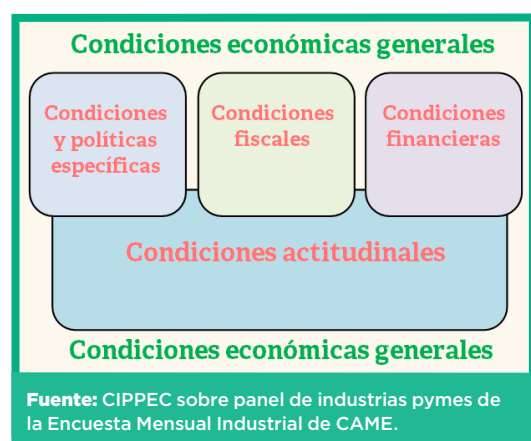 Condiciones económicas generales
Condiciones
y políticas
específicas
Condiciones
fiscales
Condiciones
financieras
Condiciones actitudinales
Condiciones económicas generales
Fuente: CIPPEC sobre panel de industrias pymes de
la Encuesta Mensual Industrial de CAME.